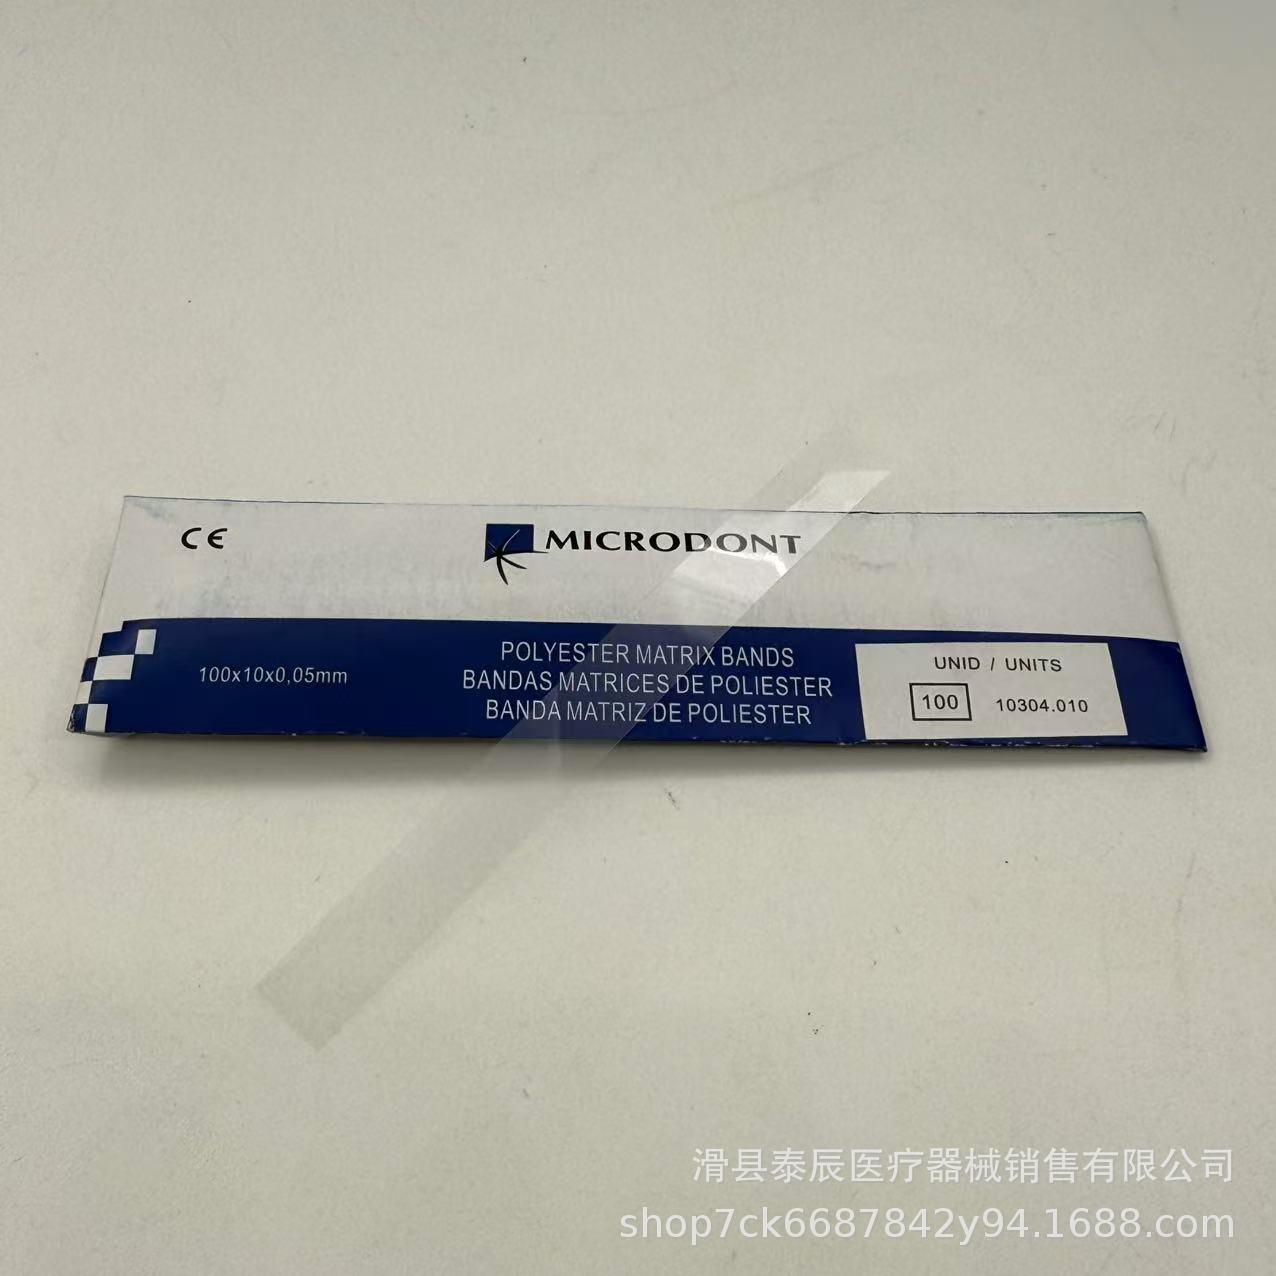 CE
MICRODONT
100x10x0,05mm
POLYESTER MATRIX BANDS
BANDAS MATRICES DE POLIESTER
BANDA MATRIZ DE POLIESTER
UNID / UNITS
100 10304.010
滑县泰辰医疗器械销售有限公司
shop7ck6687842y94.1688.com